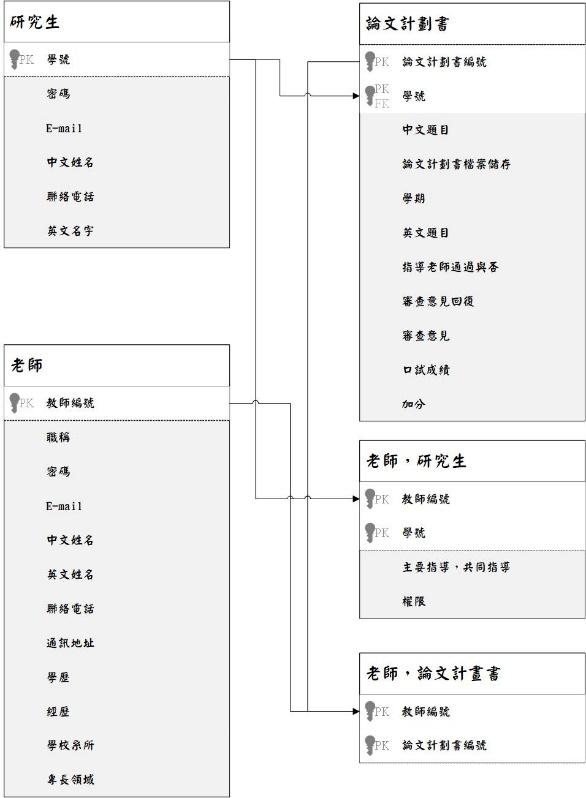 研究生
PK 學號
密碼
E-mail
中文姓名
聯絡電話
英文名字
論文計劃書
PK 論文計劃書編號
PK
FK 學號
中文題目
論文計劃書檔案儲存
學期
英文題目
指導老師通過與否
審查意見回復
審查意見
口試成績
加分
老師
PK 教師編號
職稱
密碼
E-mail
中文姓名
英文姓名
聯絡電話
通訊地址
學歷
經歷
學校系所
專長領域
老師，研究生
PK 教師編號
PK 學號
主要指導，共同指導
權限
老師，論文計畫書
PK 教師編號
PK 論文計劃書編號